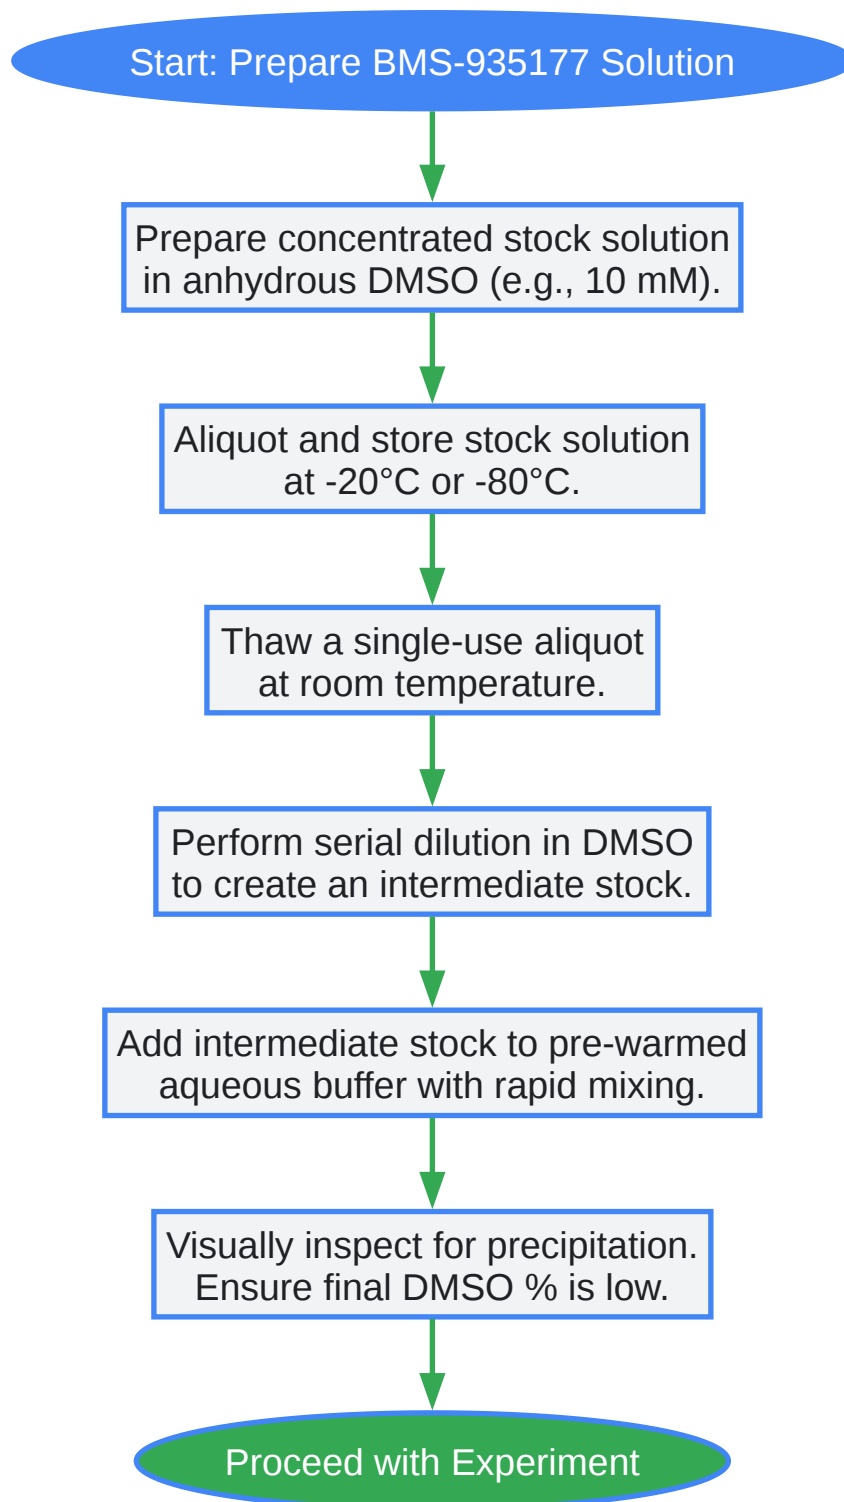 Start: Prepare BMS-935177 Solution
Prepare concentrated stock solution
in anhydrous DMSO (e.g., 10 mM).
Aliquot and store stock solution
at -20°C or -80°C.
Thaw a single-use aliquot
at room temperature.
Perform serial dilution in DMSO
to create an intermediate stock.
Add intermediate stock to pre-warmed
aqueous buffer with rapid mixing.
Visually inspect for precipitation.
Ensure final DMSO % is low.
Proceed with Experiment